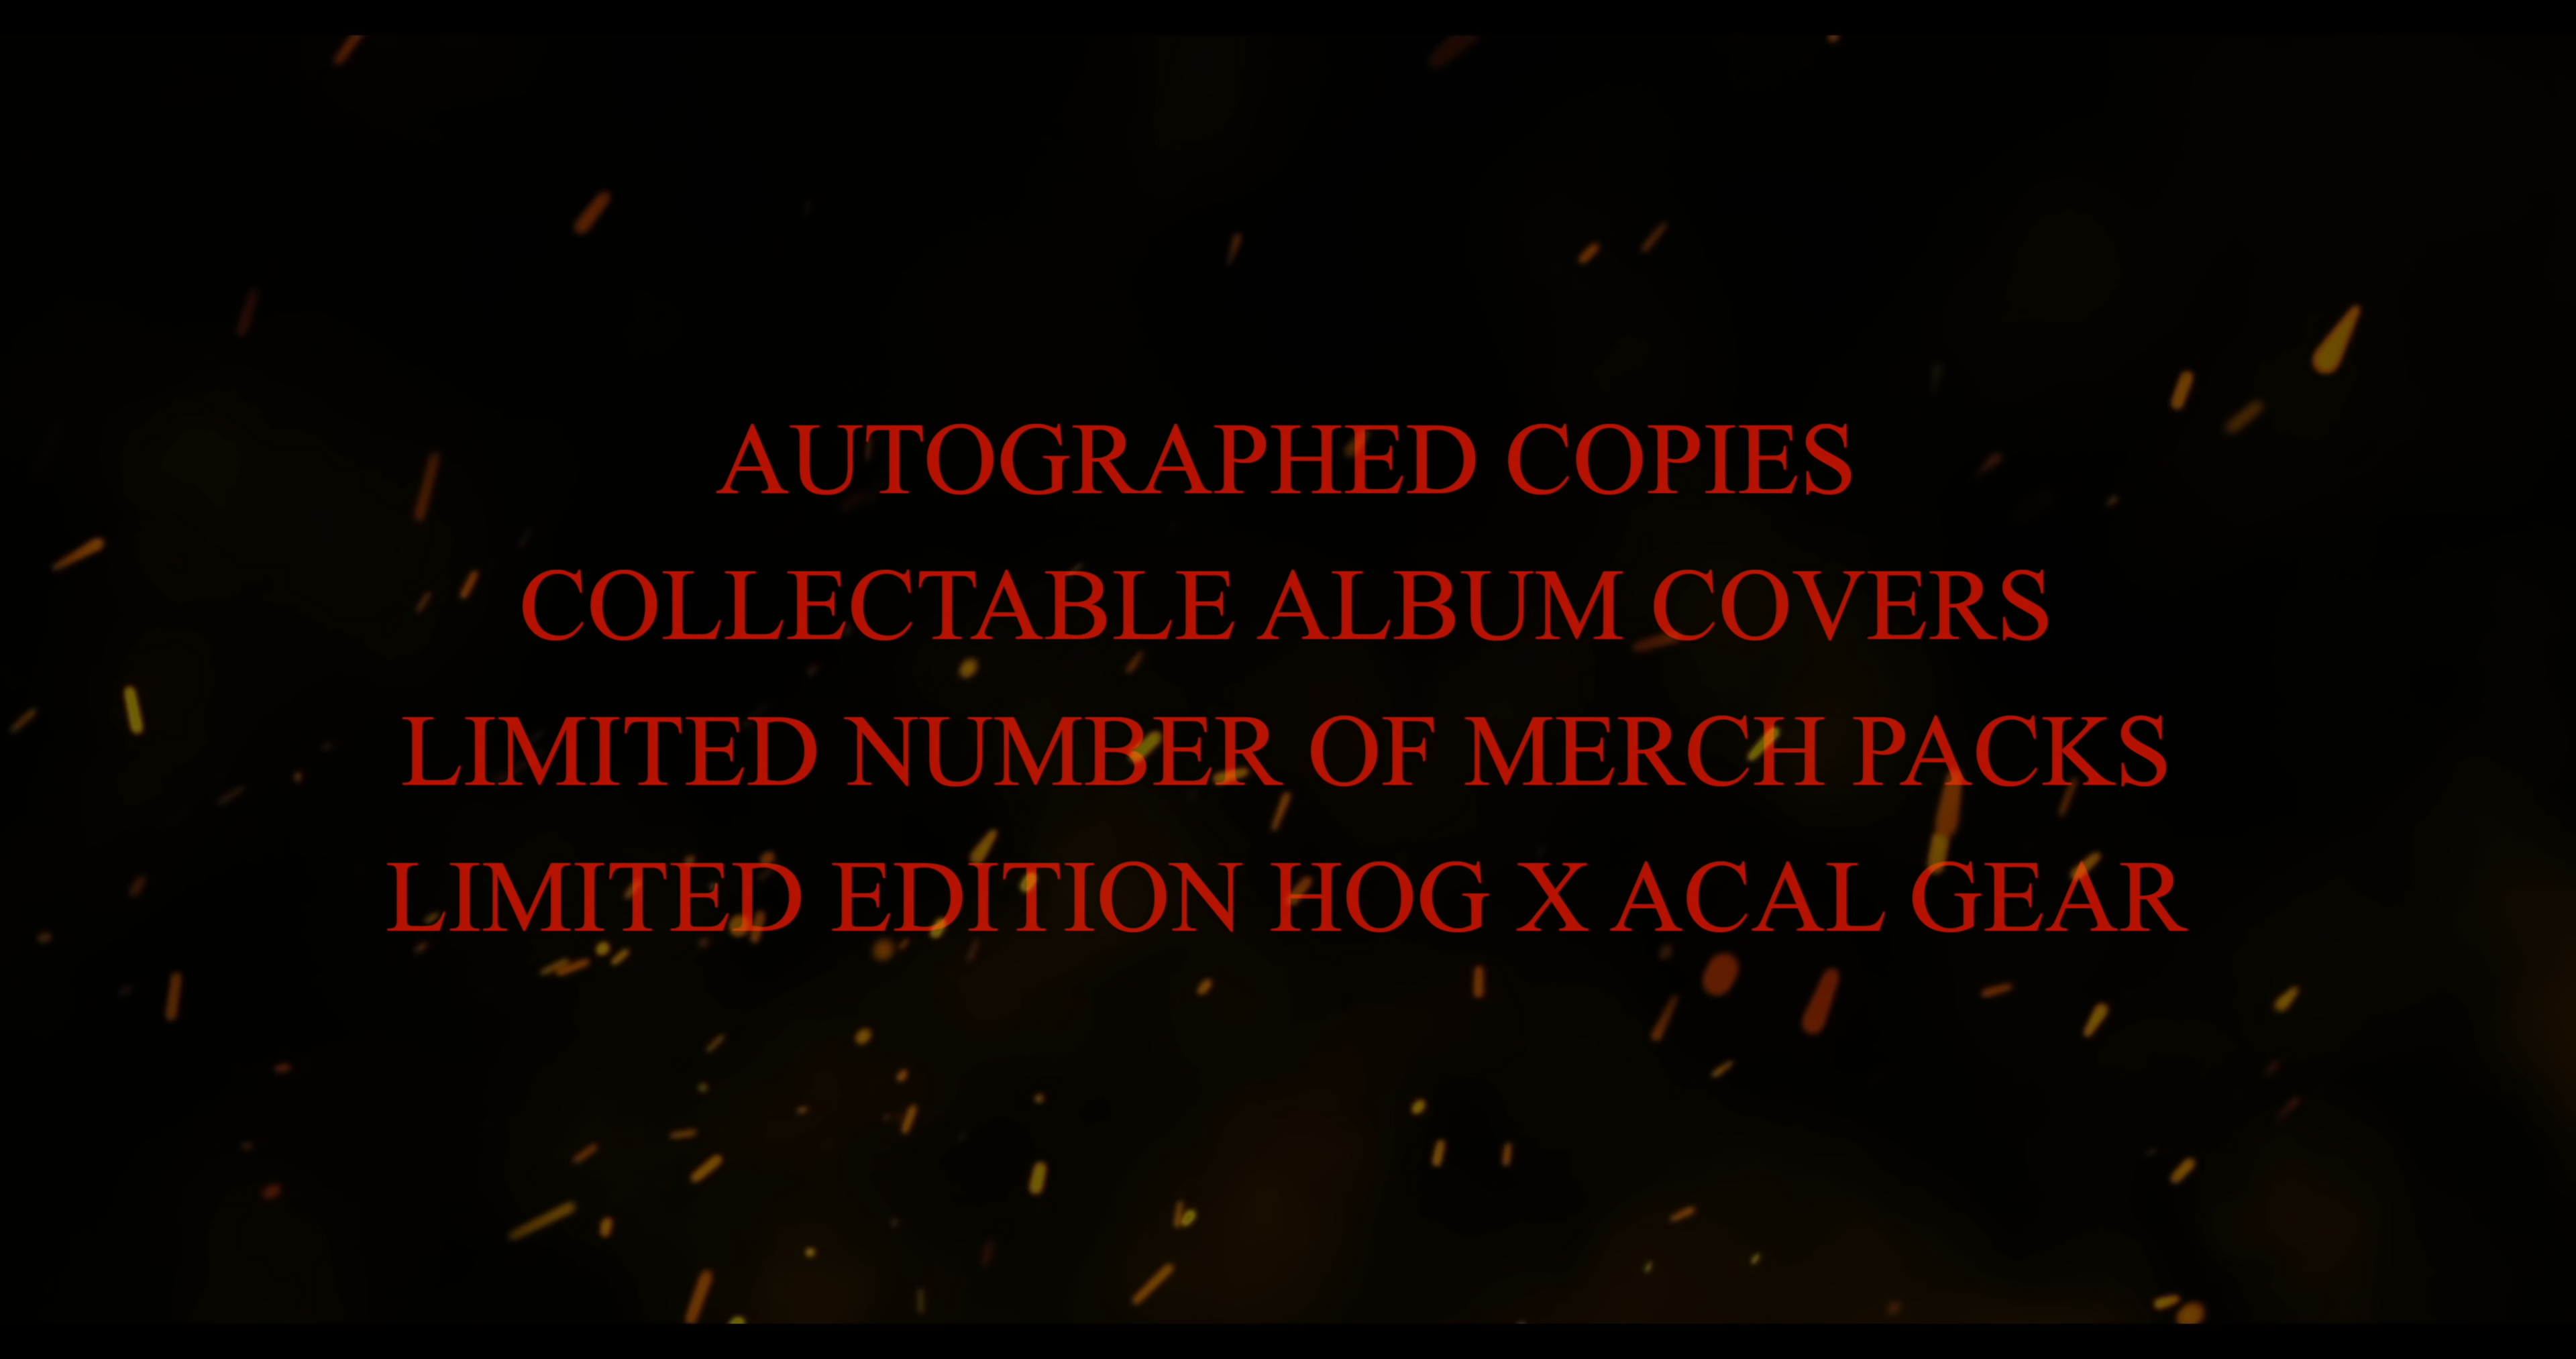 AUTOGRAPHED COPIES
COLLECTABLE ALBUM COVERS
LIMITED NUMBER OF MERCH PACKS
LIMITED EDITION HOG X ACAL GEAR